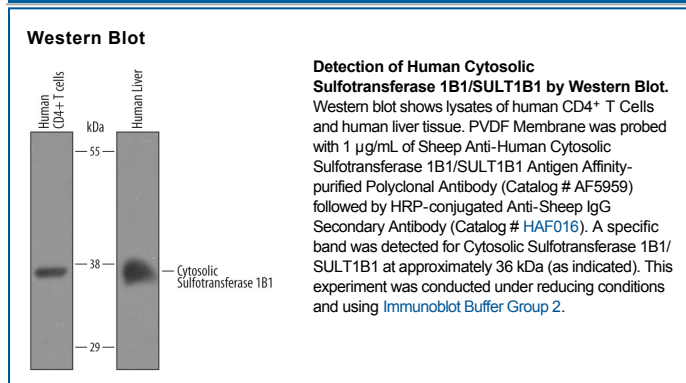 Western Blot
Human
CD4+ T cells
Human Liver
kDa
55
38
29
Cytosolic
Sulfotransferase 1B1
Detection of Human Cytosolic
Sulfotransferase 1B1/SULT1B1 by Western Blot.
Western blot shows lysates of human CD4⁺ T Cells
and human liver tissue. PVDF Membrane was probed
with 1 µg/mL of Sheep Anti-Human Cytosolic
Sulfotransferase 1B1/SULT1B1 Antigen Affinity-
purified Polyclonal Antibody (Catalog # AF5959)
followed by HRP-conjugated Anti-Sheep IgG
Secondary Antibody (Catalog # HAF016). A specific
band was detected for Cytosolic Sulfotransferase 1B1/
SULT1B1 at approximately 36 kDa (as indicated). This
experiment was conducted under reducing conditions
and using Immunoblot Buffer Group 2.